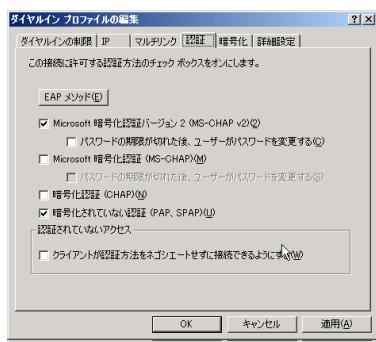 ダイヤルイン プロファイルの編集
ダイヤルインの制限 IP マルチリンク 認証 暗号化 詳細設定
この接続に許可する認証方法のチェック ボックスをオンにします。
EAP メソッド(E)
Microsoft 暗号化認証バージョン 2 (MS-CHAP v2)(2)
パスワードの期限が切れた後、ユーザーがパスワードを変更する(C)
Microsoft 暗号化認証 (MS-CHAP)(M)
パスワードの期限が切れた後、ユーザーがパスワードを変更する(G)
暗号化認証 (CHAP)(N)
暗号化されていない認証 (PAP、SPAP)(U)
認証されていないアクセス
クライアントが認証方法をネゴシエートせずに接続できるようにする(W)
OK キャンセル 適用(A)